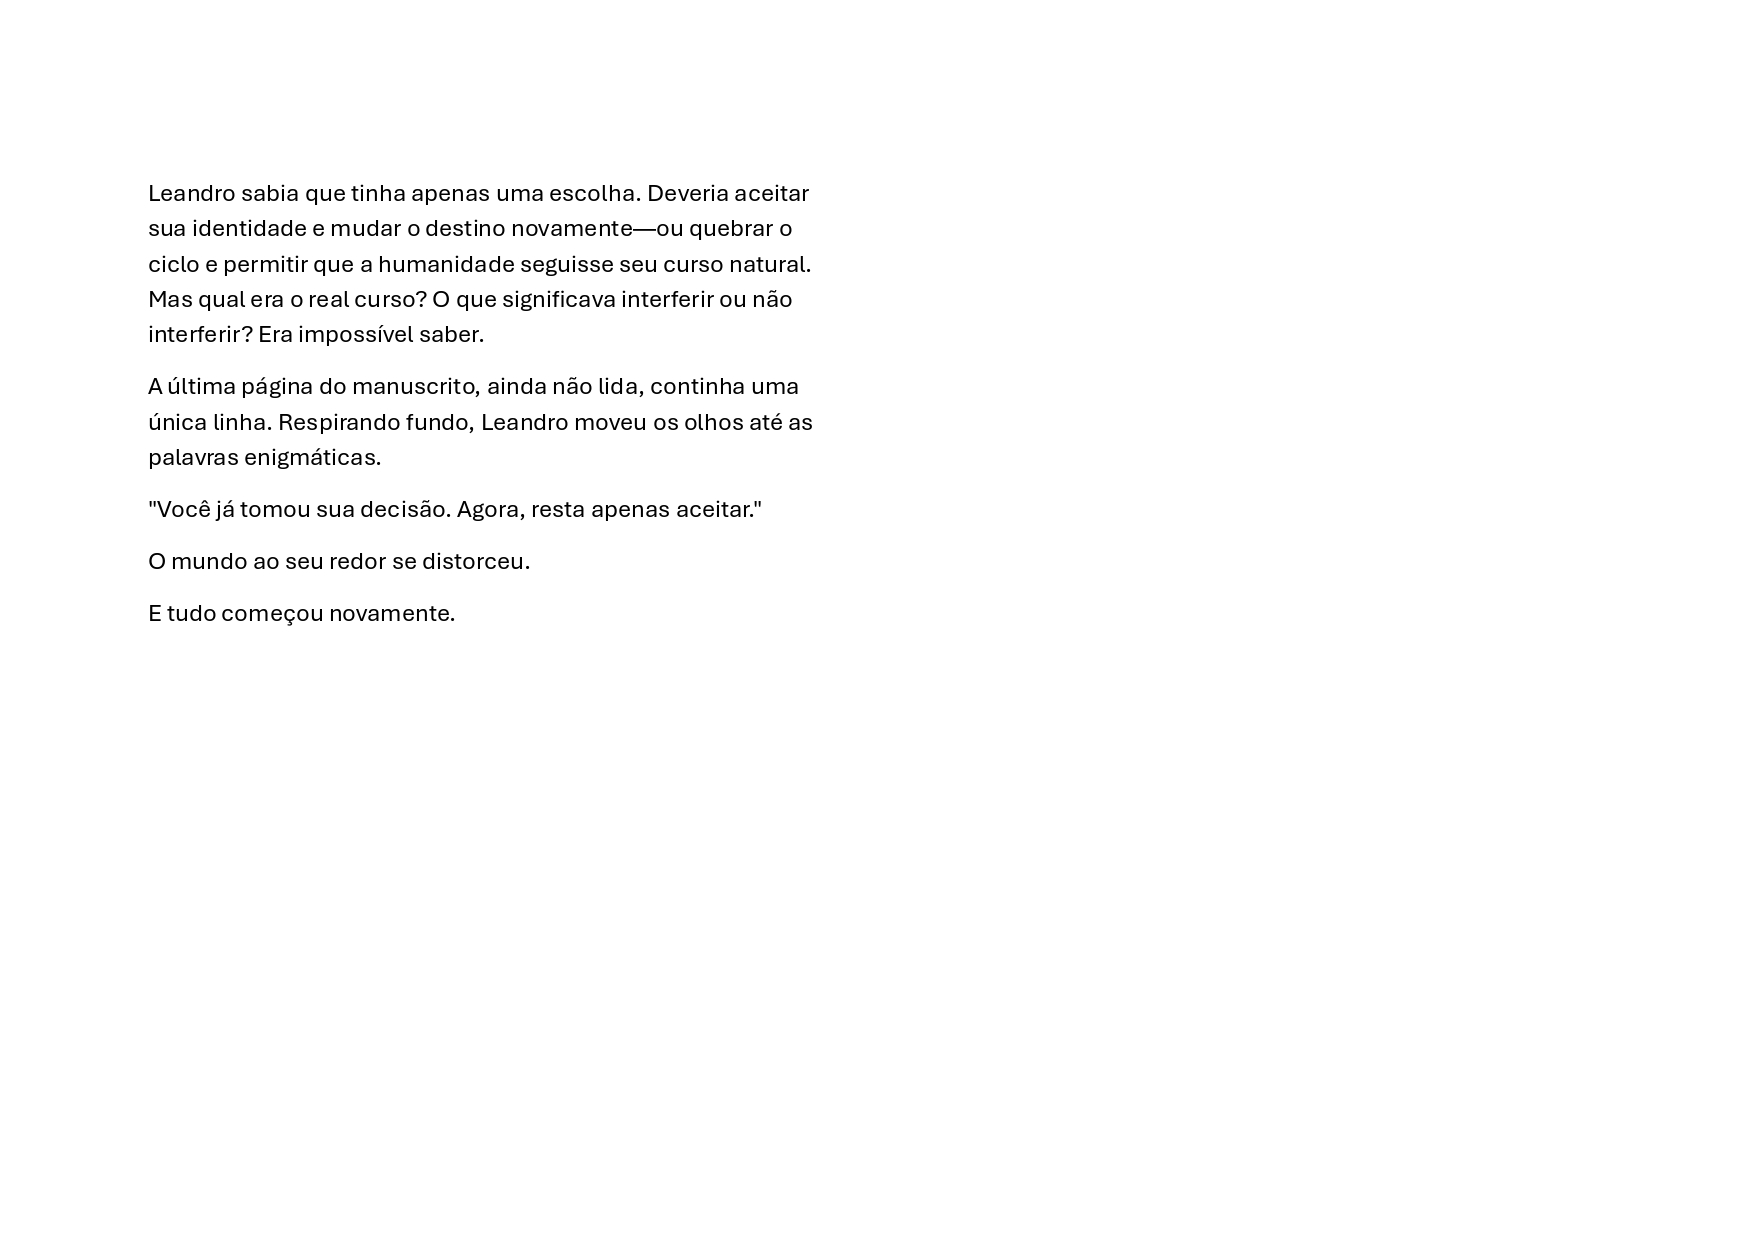 Leandro sabia que tinha apenas uma escolha. Deveria aceitar
sua identidade e mudar o destino novamente—ou quebrar o
ciclo e permitir que a humanidade seguisse seu curso natural.
Mas qual era o real curso? O que significava interferir ou não
interferir? Era impossível saber.
A última página do manuscrito, ainda não lida, continha uma
única linha. Respirando fundo, Leandro moveu os olhos até as
palavras enigmáticas.
"Você já tomou sua decisão. Agora, resta apenas aceitar."
O mundo ao seu redor se distorceu.
E tudo começou novamente.